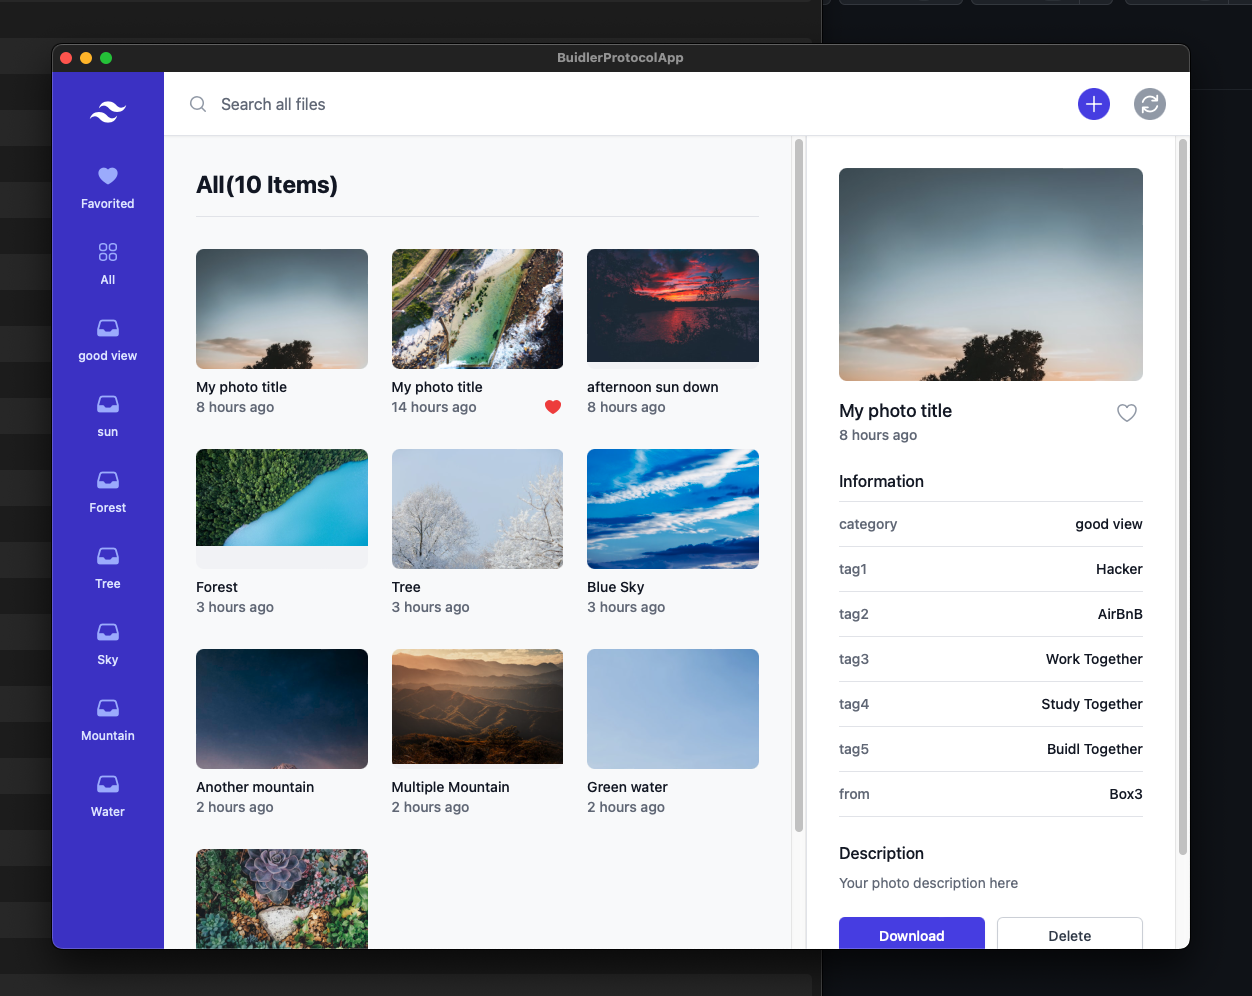 BuidlerProtocolApp
Search all files
Favorited
All
good view
sun
Forest
Tree
Sky
Mountain
Water
All(10 Items)
My photo title
8 hours ago
My photo title
14 hours ago
afternoon sun down
8 hours ago
Forest
3 hours ago
Tree
3 hours ago
Blue Sky
3 hours ago
Another mountain
2 hours ago
Multiple Mountain
2 hours ago
Green water
2 hours ago
My photo title
8 hours ago
Information
category good view
tag1 Hacker
tag2 AirBnB
tag3 Work Together
tag4 Study Together
tag5 Buidl Together
from Box3
Description
Your photo description here
Download Delete